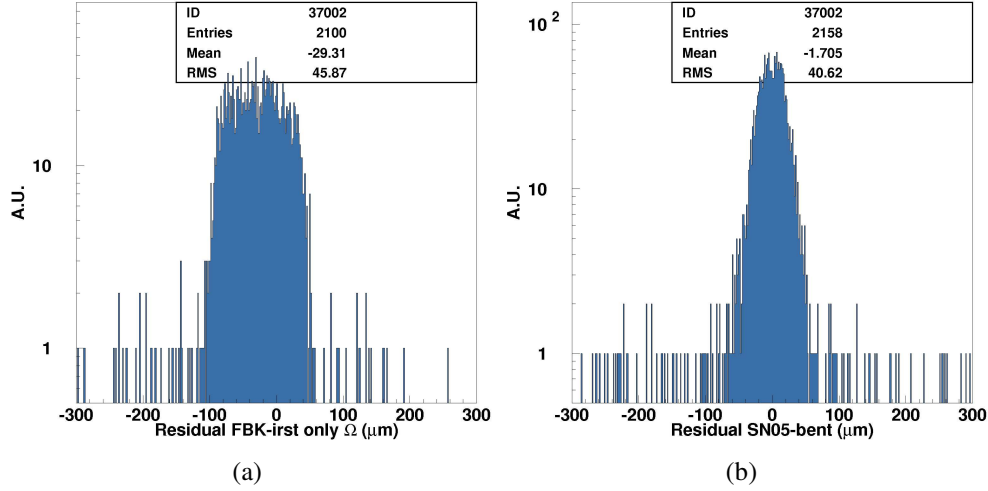 ID 37002
Entries 2100
Mean -29.31
RMS 45.87
10
1
A.U.
-300 -200 -100 0 100 200 300
Residual FBK-irst only Ω (μm)
(a)
ID 37002
Entries 2158
Mean -1.705
RMS 40.62
10 2
10
1
A.U.
-300 -200 -100 0 100 200 300
Residual SN05-bent (μm)
(b)